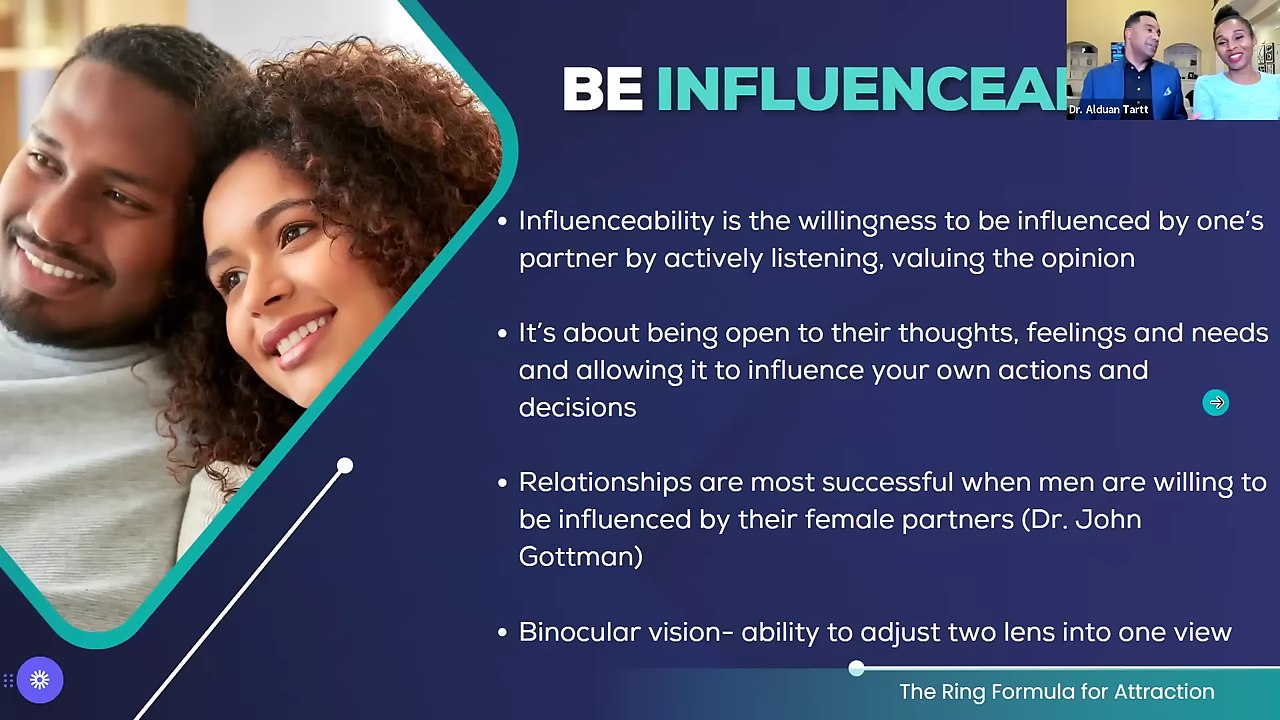 BE INFLUENCEA
Dr. Alduan Tartt
• Influenceability is the willingness to be influenced by one’s
partner by actively listening, valuing the opinion
• It’s about being open to their thoughts, feelings and needs
and allowing it to influence your own actions and
decisions
• Relationships are most successful when men are willing to
be influenced by their female partners (Dr. John
Gottman)
• Binocular vision- ability to adjust two lens into one view
The Ring Formula for Attraction